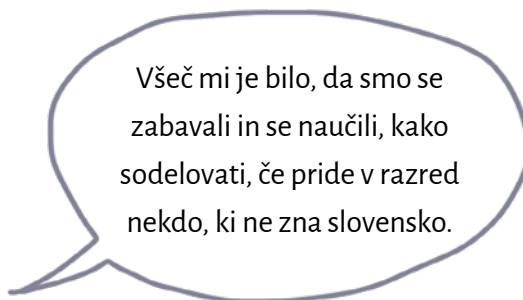 Všeč mi je bilo, da smo se
zabavali in se naučili, kako
sodelovati, če pride v razred
nekdo, ki ne zna slovensko.